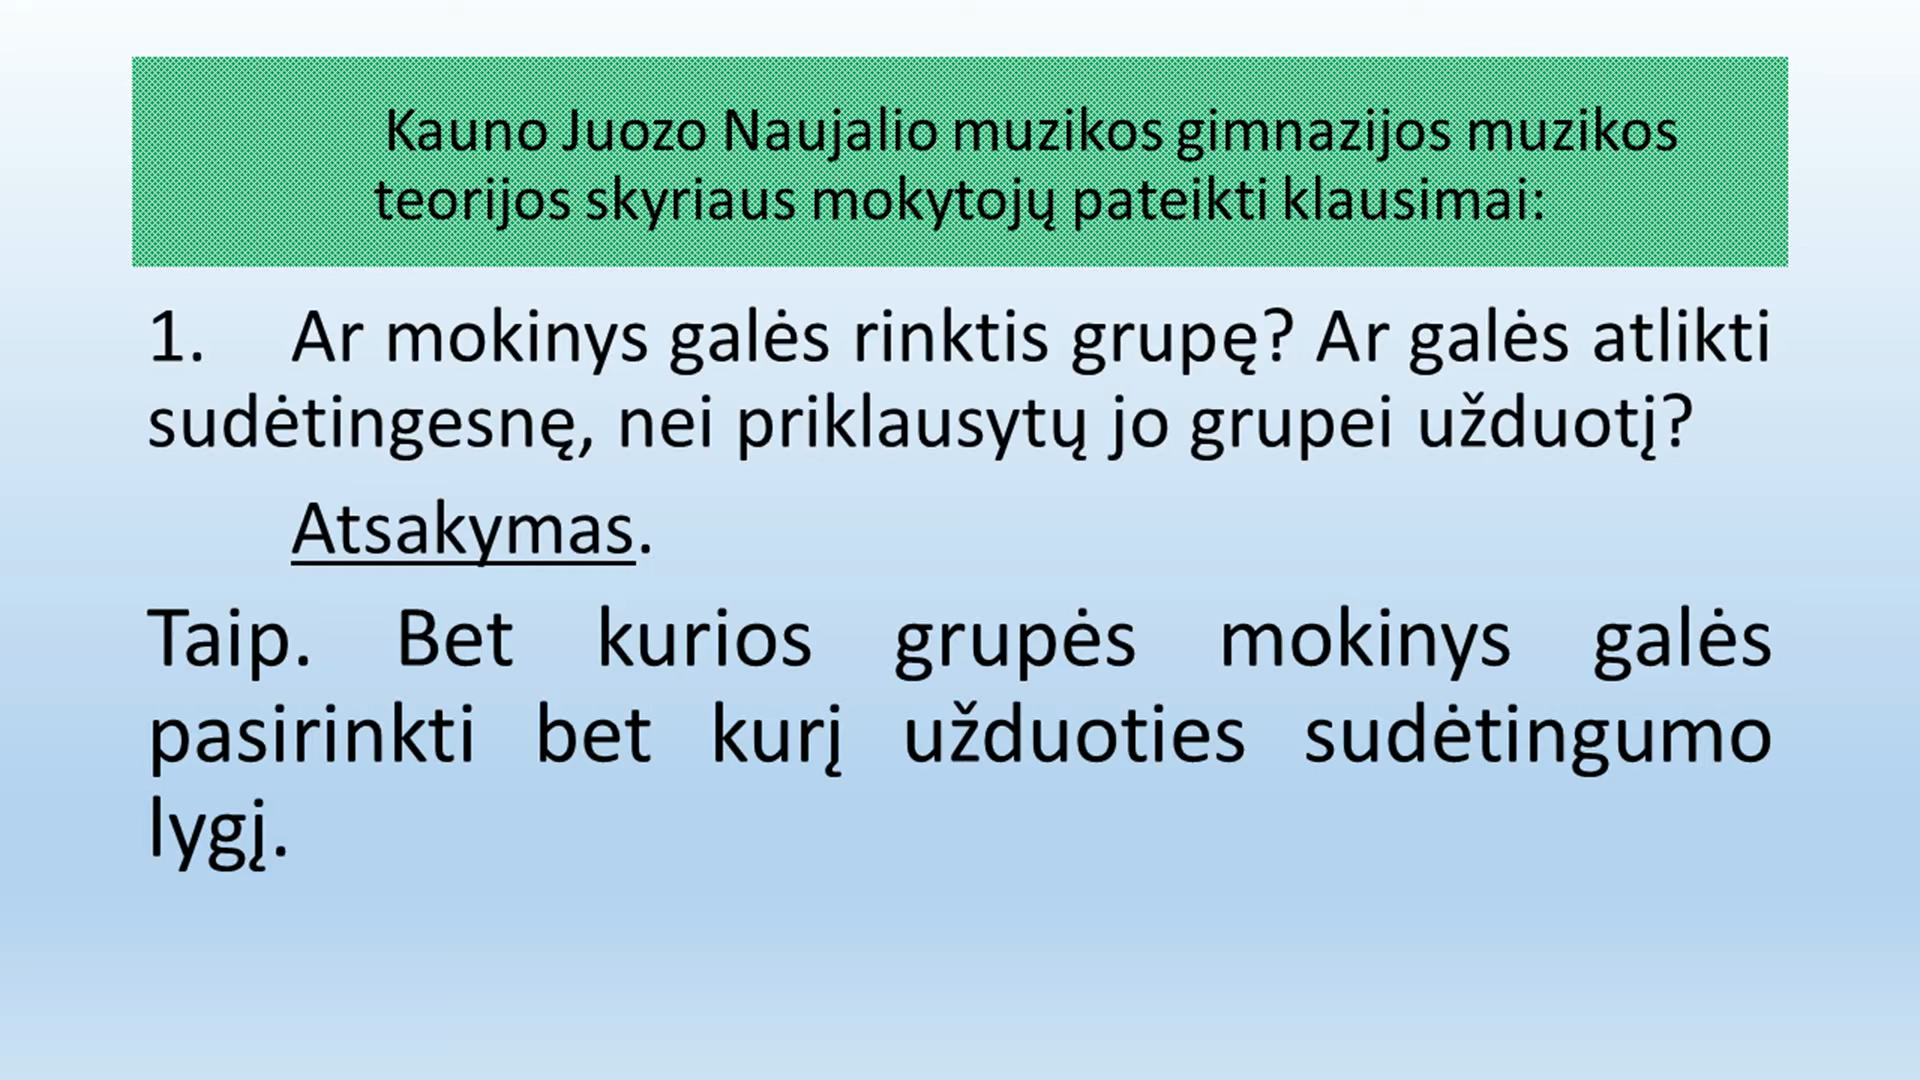 Kauno Juozo Naujalio muzikos gimnazijos muzikos
teorijos skyriaus mokytojų pateikti klausimai:
1. Ar mokinys galės rinktis grupę? Ar galės atlikti
sudėtingesnę, nei priklausytų jo grupei užduotį?
Atsakymas.
Taip. Bet kurios grupės mokinys galės
pasirinkti bet kurį užduoties sudėtingumo
lygį.